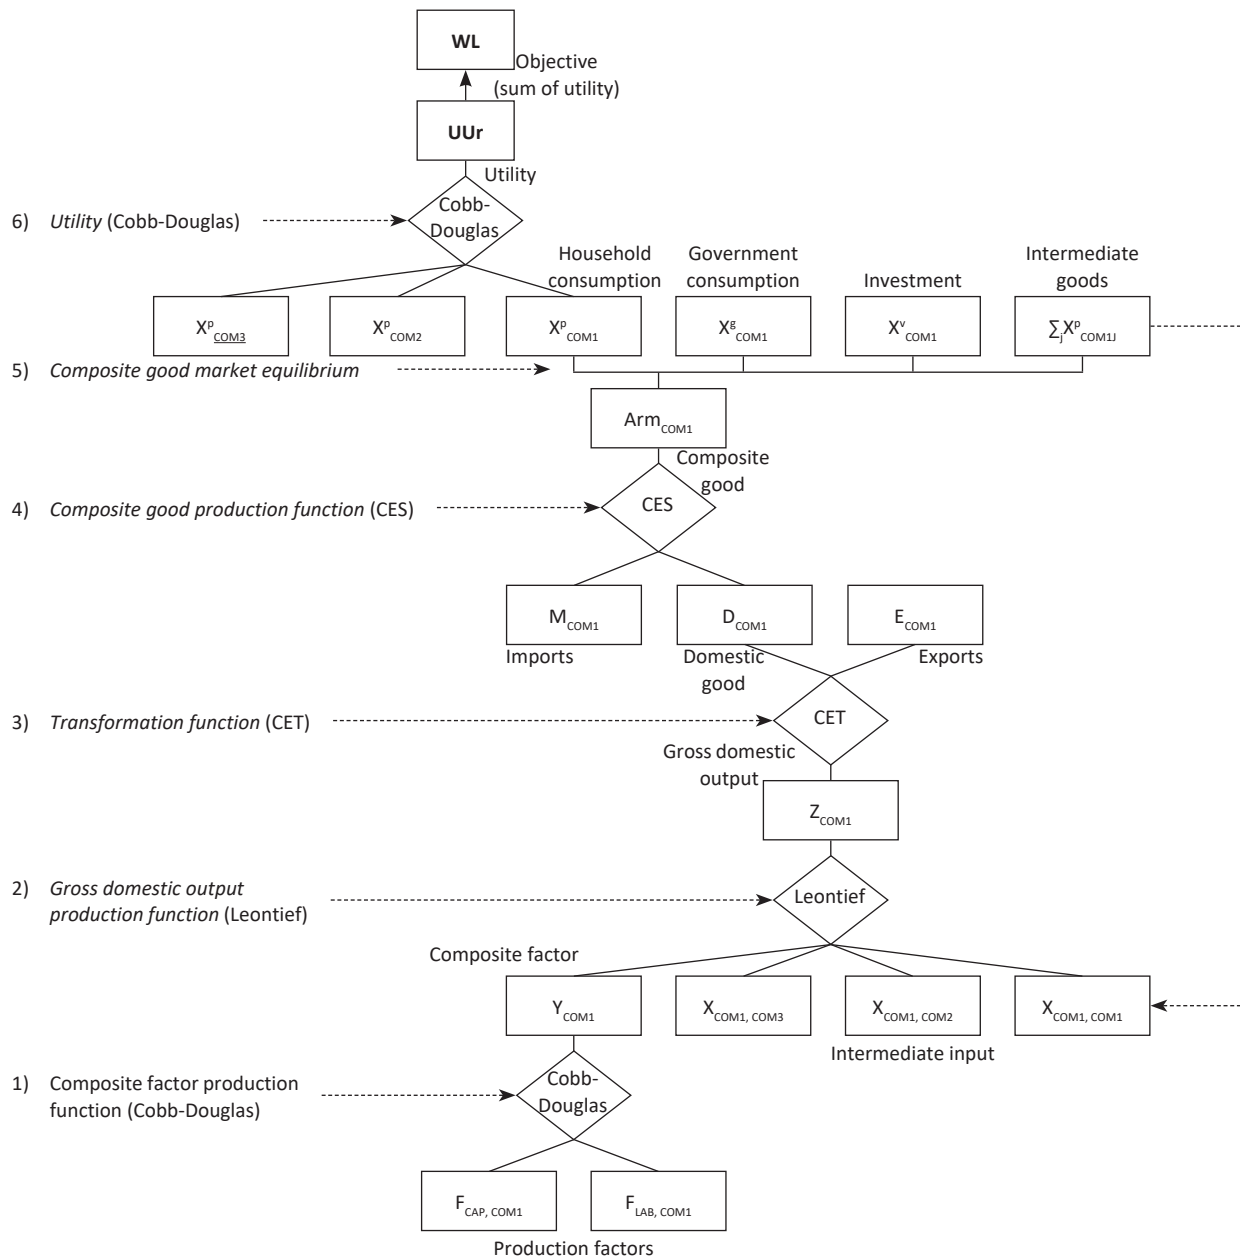 WL
Objective
(sum of utility)
UUr
Utility
Cobb-
Douglas
6) Utility (Cobb-Douglas)
Household
consumption
Government
consumption
Investment
Intermediate
goods
X^p_COM3
X^p_COM2
X^p_COM1
X^g_COM1
X^v_COM1
∑_jX^p_COM1J
5) Composite good market equilibrium
Arm_COM1
Composite
good
4) Composite good production function (CES)
CES
M_COM1
D_COM1
E_COM1
Imports
Domestic
good
Exports
3) Transformation function (CET)
CET
Gross domestic
output
Z_COM1
2) Gross domestic output
production function (Leontief)
Leontief
Composite factor
Y_COM1
X_COM1, COM3
X_COM1, COM2
X_COM1, COM1
Intermediate input
1) Composite factor production
function (Cobb-Douglas)
Cobb-
Douglas
F_CAP, COM1
F_LAB, COM1
Production factors